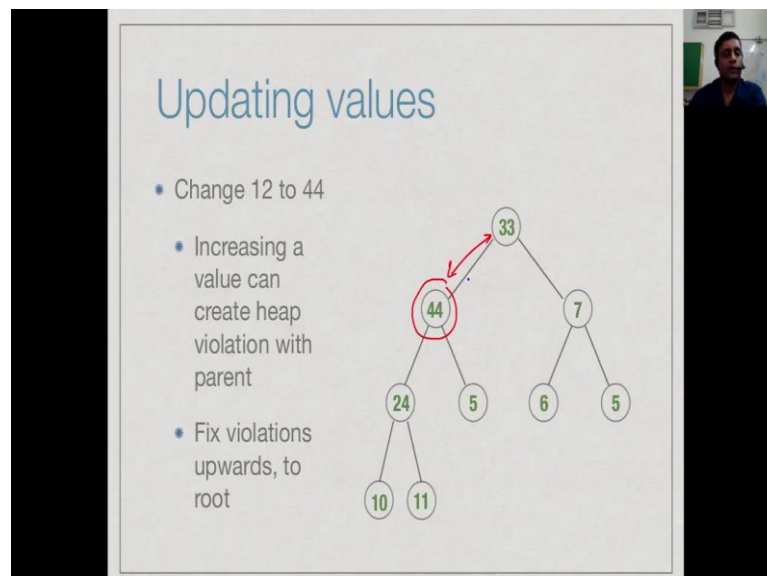 Updating values
Change 12 to 44
Increasing a
value can
create heap
violation with
parent
Fix violations
upwards, to
root
33
44
7
24
5
6
5
10
11